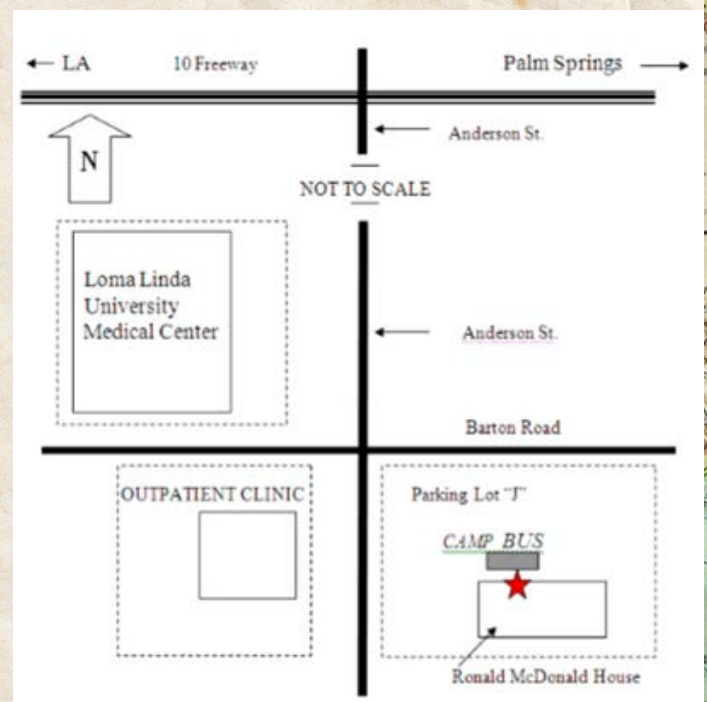 LA 10 Freeway Palm Springs
Anderson St.
N
NOT TO SCALE
Loma Linda
University
Medical Center
Anderson St.
Barton Road
OUTPATIENT CLINIC
Parking Lot "J"
CAMP BUS
Ronald McDonald House